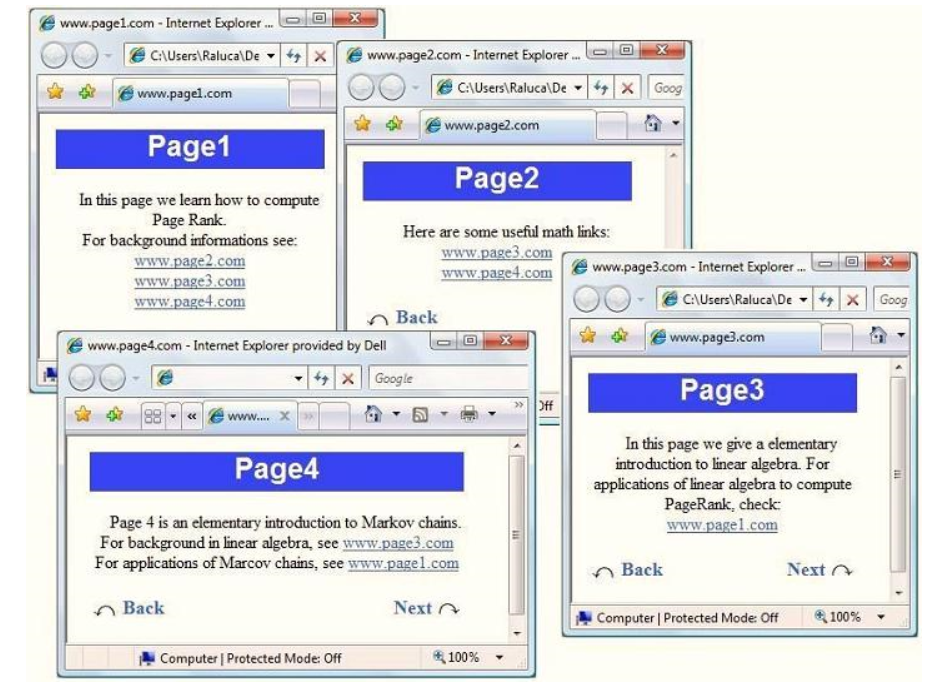 www.page1.com - Internet Explorer ...
C:\Users\Raluca\De
www.page1.com
Page1
In this page we learn how to compute
Page Rank.
For background informations see:
www.page2.com
www.page3.com
www.page4.com
www.page2.com - Internet Explorer ...
C:\Users\Raluca\De
Goog
www.page2.com
Page2
Here are some useful math links:
www.page3.com
www.page4.com
Back
Off
www.page3.com - Internet Explorer ...
C:\Users\Raluca\De
Goog
www.page3.com
Page3
In this page we give a elementary
introduction to linear algebra. For
applications of linear algebra to compute
PageRank, check:
www.page1.com
Back Next
Computer | Protected Mode: Off 100%
www.page4.com - Internet Explorer provided by Dell
Google
www....
Page4
Page 4 is an elementary introduction to Markov chains.
For background in linear algebra, see www.page3.com
For applications of Marcov chains, see www.page1.com
Back Next
Computer | Protected Mode: Off 100%